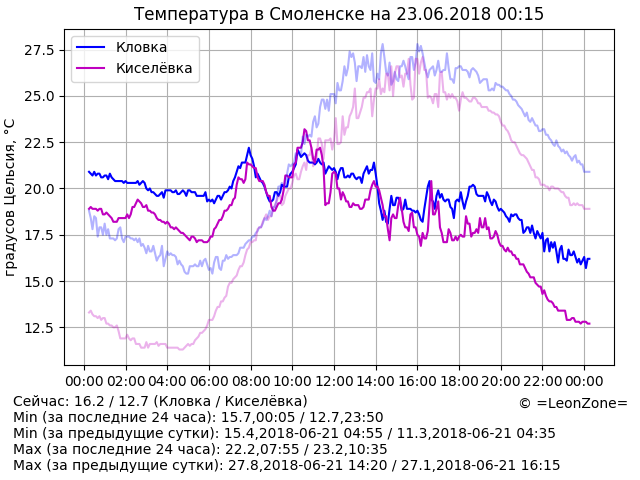 Температура в Смоленске на 23.06.2018 00:15
градусов Цельсия, °C
27.5
25.0
22.5
20.0
17.5
15.0
12.5
Кловка
Киселёвка
00:00 02:00 04:00 06:00 08:00 10:00 12:00 14:00 16:00 18:00 20:00 22:00 00:00
Сейчас: 16.2 / 12.7 (Кловка / Киселёвка)
© =LeonZone=
Min (за последние 24 часа): 15.7,00:05 / 12.7,23:50
Min (за предыдущие сутки): 15.4,2018-06-21 04:55 / 11.3,2018-06-21 04:35
Max (за последние 24 часа): 22.2,07:55 / 23.2,10:35
Max (за предыдущие сутки): 27.8,2018-06-21 14:20 / 27.1,2018-06-21 16:15